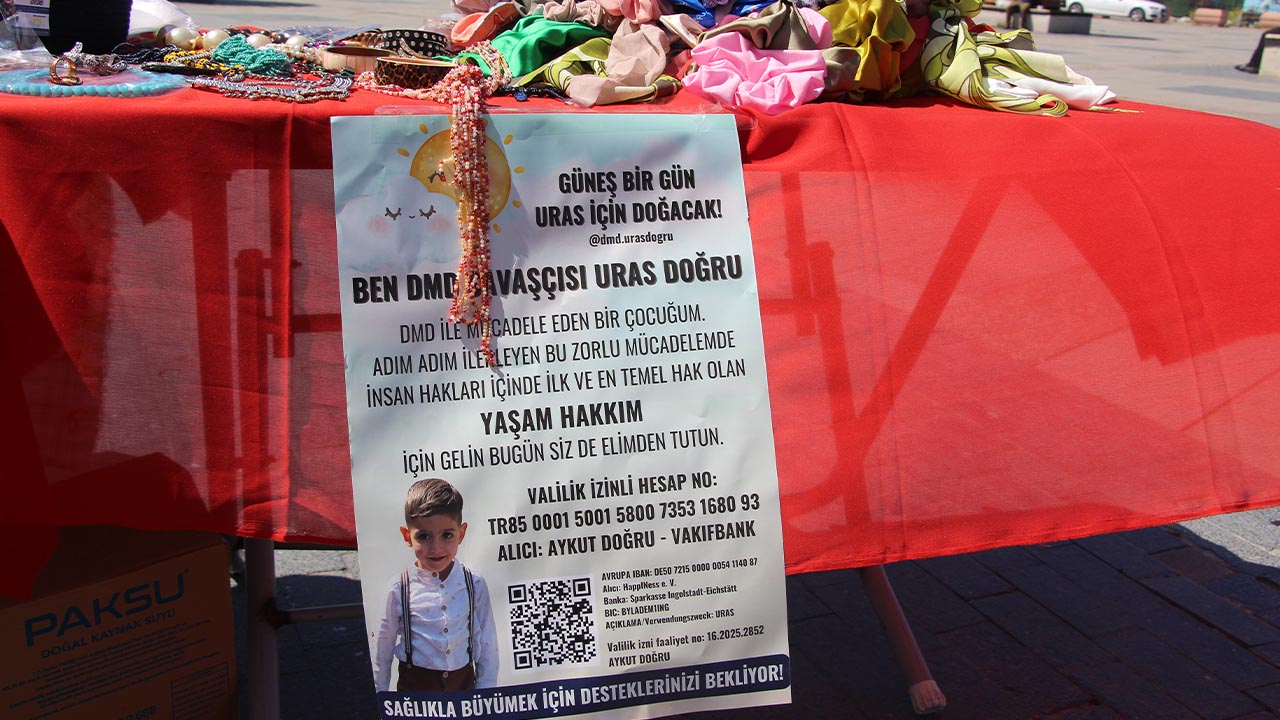 GÜNEŞ BİR GÜN
URAS İÇİN DOĞACAK!
@dmd.urasdogru
BEN DMD SAVAŞÇISI URAS DOĞRU
DMD İLE MÜCADELE EDEN BİR ÇOCUĞUM.
ADIM ADIM İLERLEYEN BU ZORLU MÜCADELEMDE
İNSAN HAKLARI İÇİNDE İLK VE EN TEMEL HAK OLAN
YAŞAM HAKKIM
İÇİN GELİN BUGÜN SİZ DE ELİMDEN TUTUN.
VALİLİK İZİNLİ HESAP NO:
TR85 0001 5001 5800 7353 1680 93
ALICI: AYKUT DOĞRU - VAKIFBANK
AVRUPA IBAN: DE50 7215 0000 0054 1140 87
Alıcı: HappINess e. V.
Banka: Sparkasse Ingolstadt-Eichstätt
BIC: BYLADEM1ING
AÇIKLAMA/Verwendungszweck: URAS
Valilik izni faaliyet no: 16.2025.2852
AYKUT DOĞRU
SAĞLIKLA BÜYÜMEK İÇİN DESTEKLERİNİZİ BEKLİYOR!
PAKSU
DOĞAL KAYNAK SUYU